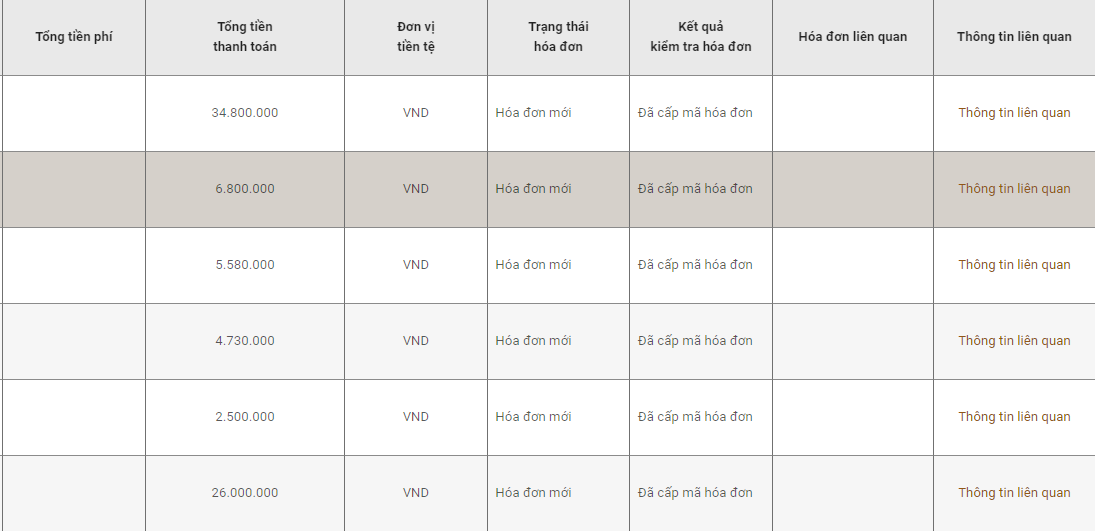 Tổng tiền phí
Tổng tiền
thanh toán
Đơn vị
tiền tệ
Trạng thái
hóa đơn
Kết quả
kiểm tra hóa đơn
Hóa đơn liên quan
Thông tin liên quan
34.800.000 VND Hóa đơn mới Đã cấp mã hóa đơn Thông tin liên quan
6.800.000 VND Hóa đơn mới Đã cấp mã hóa đơn Thông tin liên quan
5.580.000 VND Hóa đơn mới Đã cấp mã hóa đơn Thông tin liên quan
4.730.000 VND Hóa đơn mới Đã cấp mã hóa đơn Thông tin liên quan
2.500.000 VND Hóa đơn mới Đã cấp mã hóa đơn Thông tin liên quan
26.000.000 VND Hóa đơn mới Đã cấp mã hóa đơn Thông tin liên quan